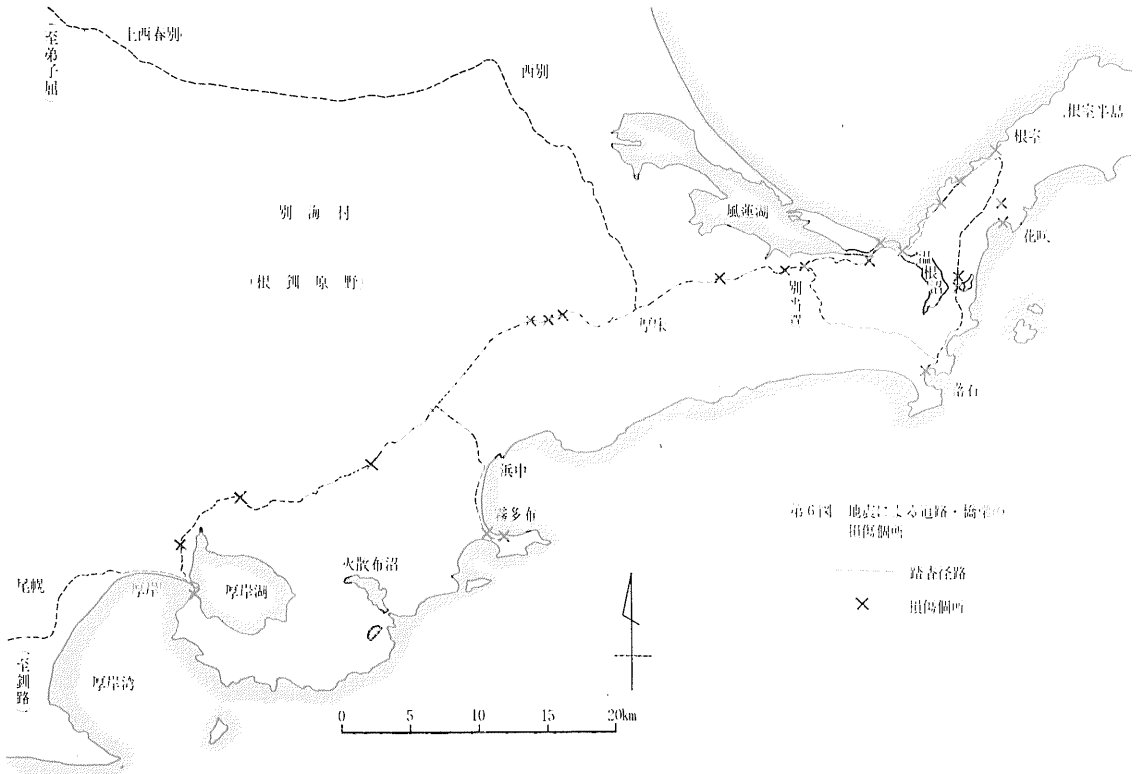 (至弟子屈)
上西春別
西別
根室半島
根室
別海村
(根釧原野)
風蓮湖
花咲
温根沼
別当賀
厚床
落石
浜中
霧多布
第6図 地震による道路・橋梁の
損傷個所
踏査径路
損傷個所
火散布沼
尾幌
厚岸
厚岸湖
(至釧路)
厚岸湾
0 5 10 15 20km